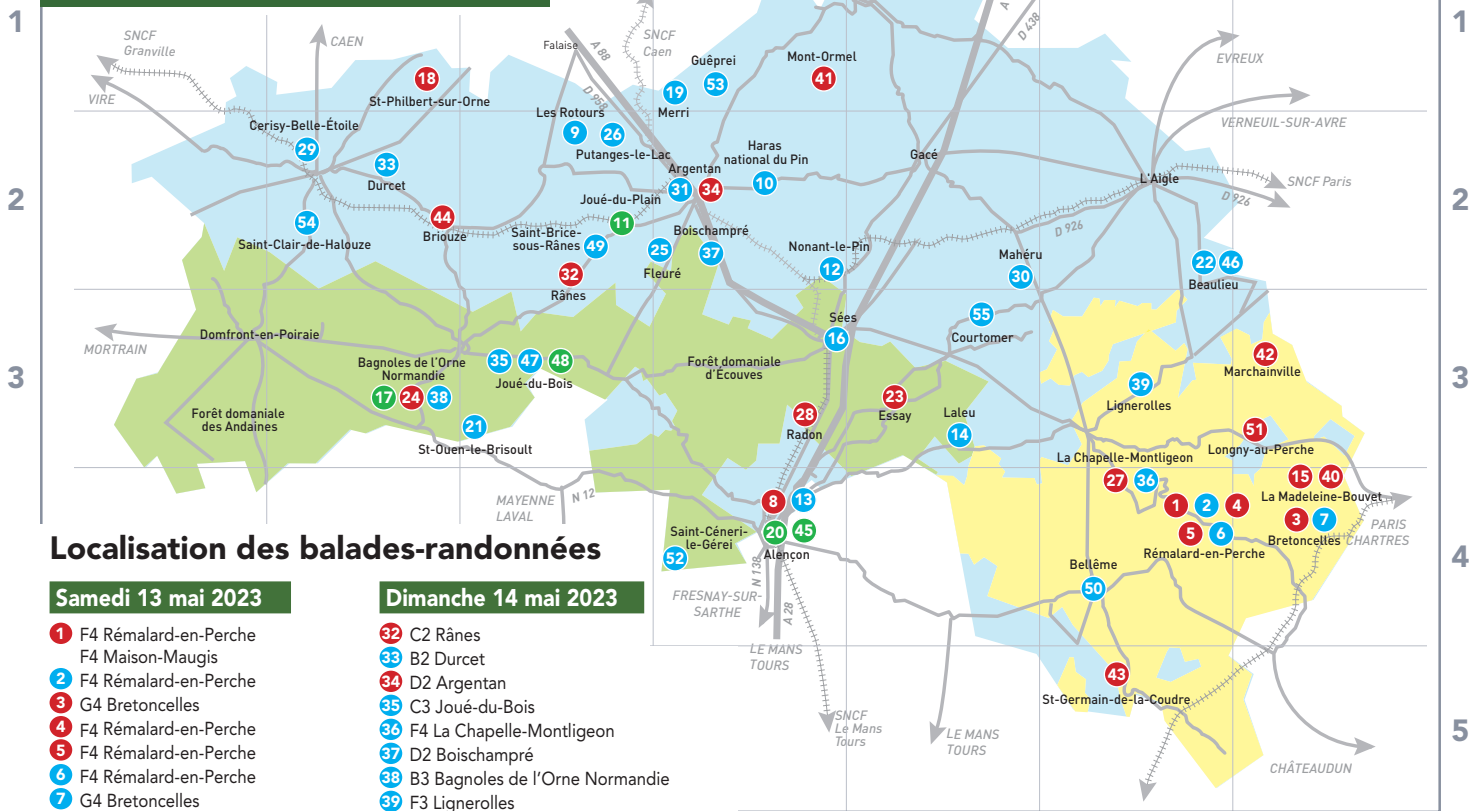 1
1
SNCF
Granville
CAEN
Falaise
A 88
SNCF
Caen
A
D 438
EVREUX
VIRE
18
St-Philbert-sur-Orne
D 958
Guêprei
53
19
Merri
Mont-Ormel
41
VERNEUIL-SUR-AVRE
Cerisy-Belle-Étoile
29
33
Durcet
Les Rotours
9
26
Putanges-le-Lac
Argentan
31
34
Haras
national du Pin
10
Gacé
L'Aigle
SNCF Paris
D 926
2
2
54
Saint-Clair-de-Halouze
44
Briouze
Joué-du-Plain
11
Saint-Brice-
sous-Rânes
49
25
Fleuré
Boischampré
37
Nonant-le-Pin
12
D 926
Mahéru
30
22
46
Beaulieu
32
Rânes
MORTRAIN
Domfront-en-Poiraie
Sées
16
55
Courtomer
3
3
Bagnoles de l'Orne
Normandie
17
24
38
35
47
48
Joué-du-Bois
Forêt domaniale
d'Écouves
42
Marchainville
39
Lignerolles
Forêt domaniale
des Andaines
21
St-Ouen-le-Brisoult
28
Radon
23
Essay
Laleu
14
51
Longny-au-Perche
La Chapelle-Montligeon
27
36
15
40
La Madeleine-Bouvet
MAYENNE
LAVAL
N 12
8
13
1
2
4
3
7
Bretoncelles
PARIS
CHARTRES
Saint-Céneri-
le-Gérei
52
20
45
Alençon
5
6
Rémalard-en-Perche
4
4
Bellême
50
N 138
FRESNAY-SUR-
SARTHE
A 28
LE MANS
TOURS
SNCF
Le Mans
Tours
LE MANS
TOURS
43
St-Germain-de-la-Coudre
CHÂTEAUDUN
5
Localisation des balades-randonnées
Samedi 13 mai 2023
1 F4 Rémalard-en-Perche
F4 Maison-Maugis
2 F4 Rémalard-en-Perche
3 G4 Bretoncelles
4 F4 Rémalard-en-Perche
5 F4 Rémalard-en-Perche
6 F4 Rémalard-en-Perche
7 G4 Bretoncelles
Dimanche 14 mai 2023
32 C2 Rânes
33 B2 Durcet
34 D2 Argentan
35 C3 Joué-du-Bois
36 F4 La Chapelle-Montligeon
37 D2 Boischampré
38 B3 Bagnoles de l'Orne Normandie
39 F3 Lignerolles